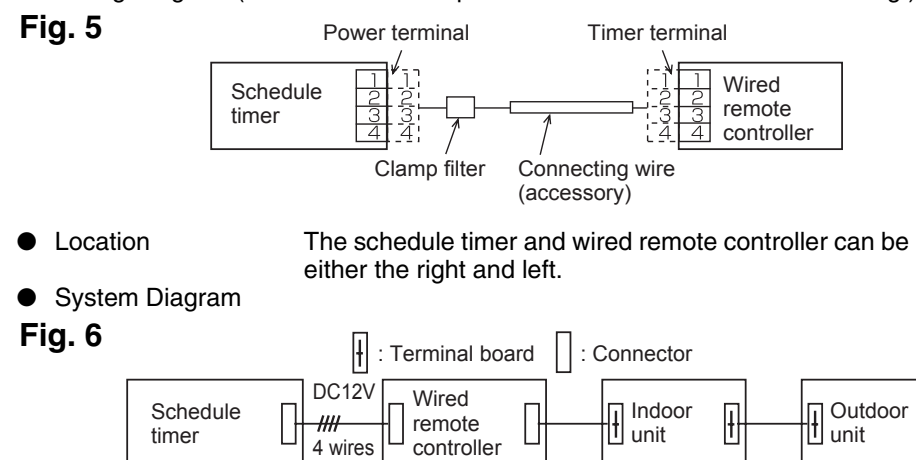 Fig. 5
Power terminal
Timer terminal
Schedule
timer
1 1
2 2
3 3
4 4
1 1
2 2
3 3
4 4
Wired
remote
controller
Clamp filter
Connecting wire
(accessory)
● Location
The schedule timer and wired remote controller can be
either the right and left.
● System Diagram
Fig. 6
: Terminal board
: Connector
Schedule
timer
DC12V
4 wires
Wired
remote
controller
Indoor
unit
Outdoor
unit